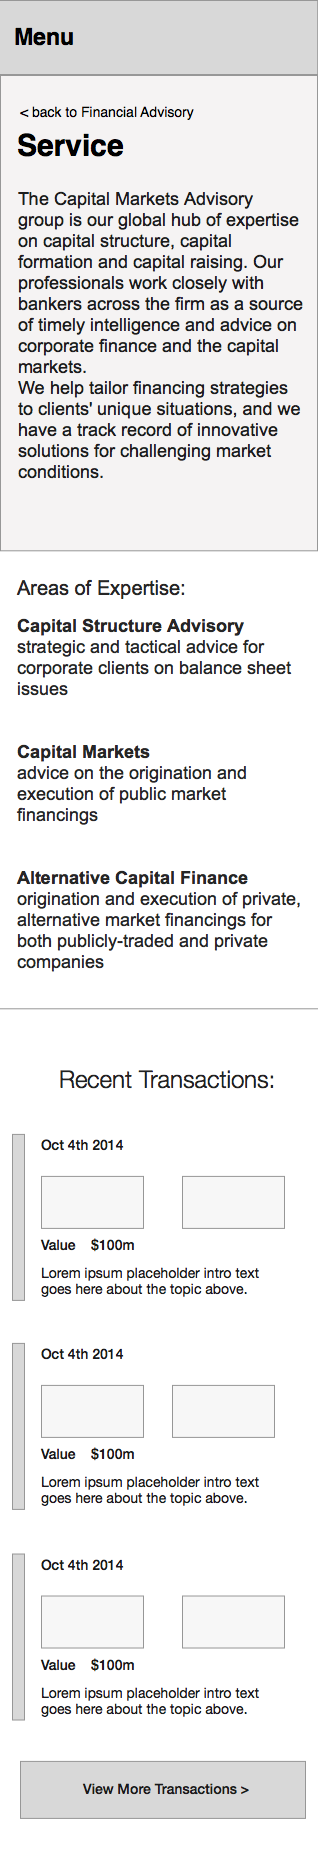 Menu
< back to Financial Advisory
Service
The Capital Markets Advisory
group is our global hub of expertise
on capital structure, capital
formation and capital raising. Our
professionals work closely with
bankers across the firm as a source
of timely intelligence and advice on
corporate finance and the capital
markets.
We help tailor financing strategies
to clients' unique situations, and we
have a track record of innovative
solutions for challenging market
conditions.
Areas of Expertise:
Capital Structure Advisory
strategic and tactical advice for
corporate clients on balance sheet
issues
Capital Markets
advice on the origination and
execution of public market
financings
Alternative Capital Finance
origination and execution of private,
alternative market financings for
both publicly-traded and private
companies
Recent Transactions:
Oct 4th 2014
Value $100m
Lorem ipsum placeholder intro text
goes here about the topic above.
Oct 4th 2014
Value $100m
Lorem ipsum placeholder intro text
goes here about the topic above.
Oct 4th 2014
Value $100m
Lorem ipsum placeholder intro text
goes here about the topic above.
View More Transactions >